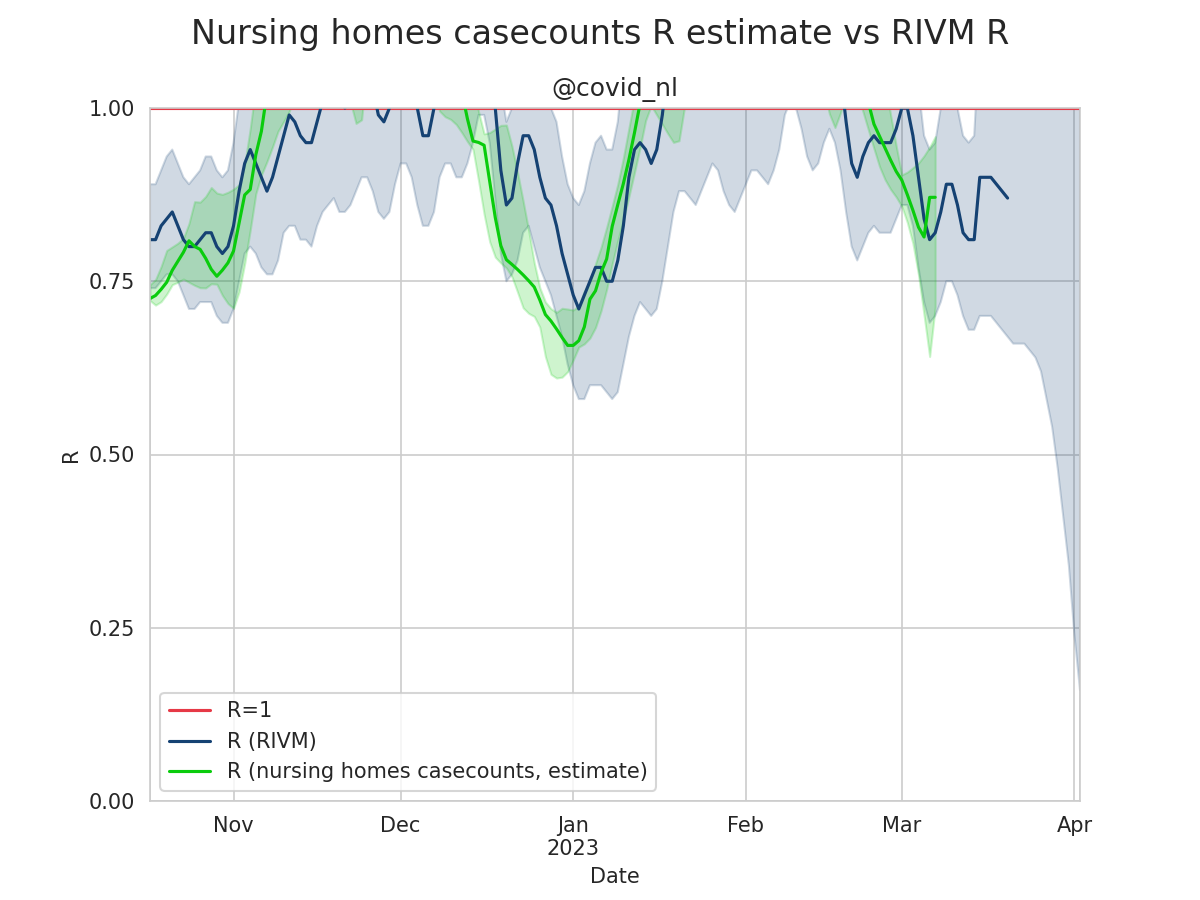 Nursing homes casecounts R estimate vs RIVM R
@covid_nl
1.00
0.75
0.50
0.25
0.00
R
R=1
R (RIVM)
R (nursing homes casecounts, estimate)
Nov Dec Jan Feb Mar Apr
2023
Date